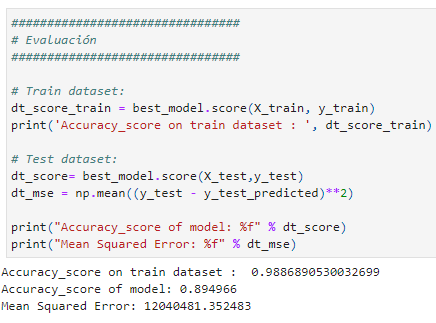 ################################
# Evaluación
################################
# Train dataset:
dt_score_train = best_model.score(X_train, y_train)
print('Accuracy_score on train dataset : ', dt_score_train)
# Test dataset:
dt_score= best_model.score(X_test,y_test)
dt_mse = np.mean((y_test - y_test_predicted)**2)
print("Accuracy_score of model: %f" % dt_score)
print("Mean Squared Error: %f" % dt_mse)
Accuracy_score on train dataset :  0.9886890530032699
Accuracy_score of model: 0.894966
Mean Squared Error: 12040481.352483